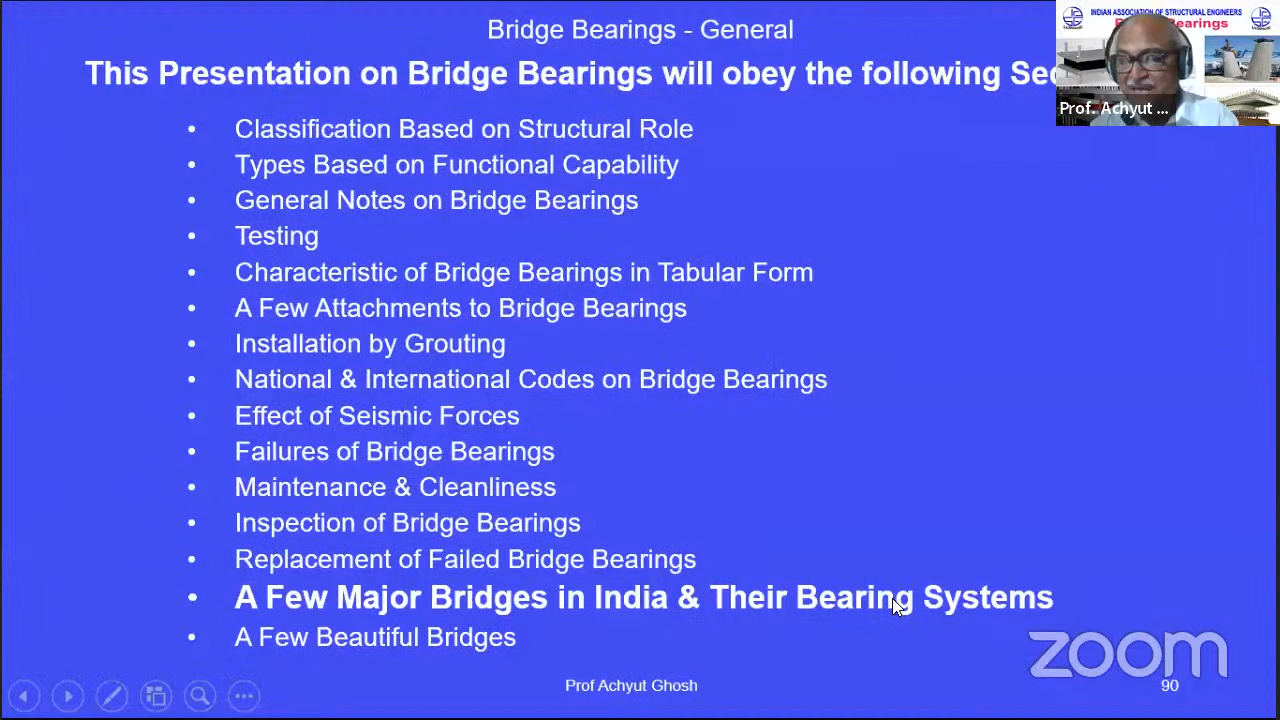 Bridge Bearings - General
This Presentation on Bridge Bearings will obey the following
INDIAN ASSOCIATION OF STRUCTURAL ENGINEERS
Prof. Achyut ...
• Classification Based on Structural Role
• Types Based on Functional Capability
• General Notes on Bridge Bearings
• Testing
• Characteristic of Bridge Bearings in Tabular Form
• A Few Attachments to Bridge Bearings
• Installation by Grouting
• National & International Codes on Bridge Bearings
• Effect of Seismic Forces
• Failures of Bridge Bearings
• Maintenance & Cleanliness
• Inspection of Bridge Bearings
• Replacement of Failed Bridge Bearings
• A Few Major Bridges in India & Their Bearing Systems
• A Few Beautiful Bridges
zoom
Prof Achyut Ghosh
90